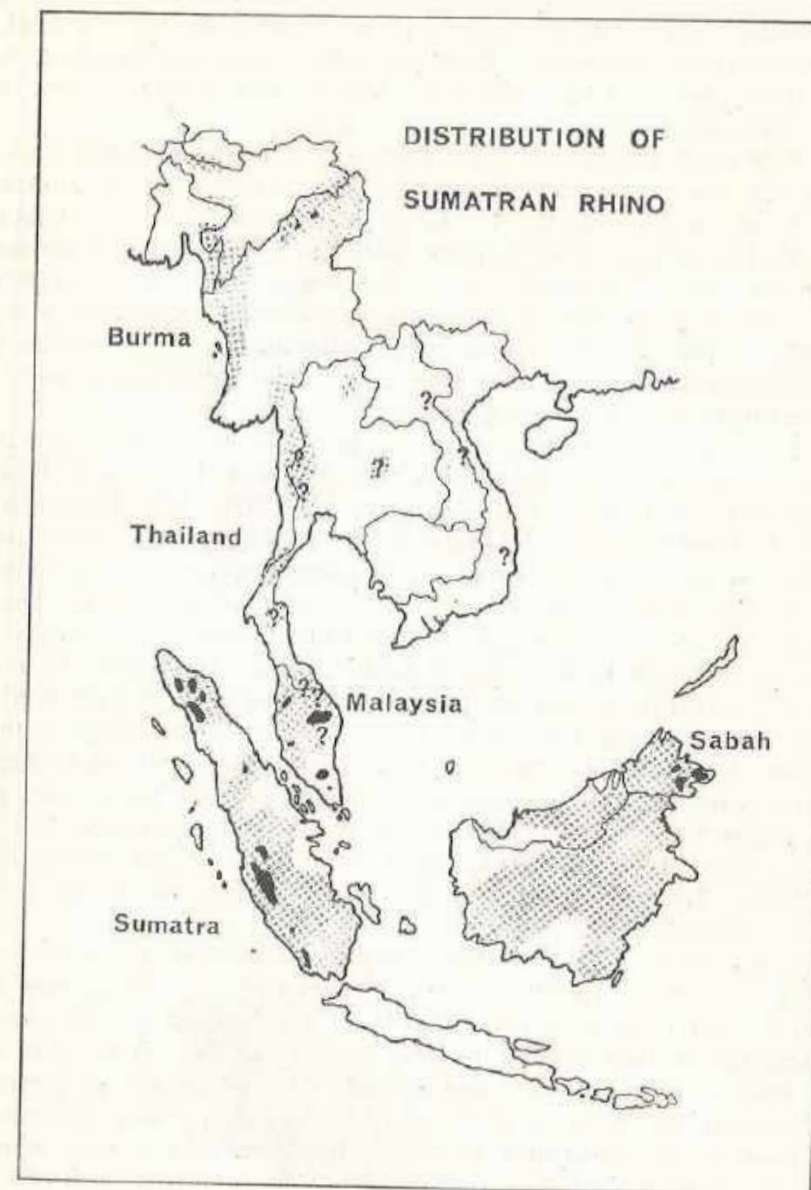 DISTRIBUTION OF
SUMATRAN RHINO
Burma
?
?
?
?
?
Thailand
?
?
? ?
Malaysia
?
Sabah
Sumatra